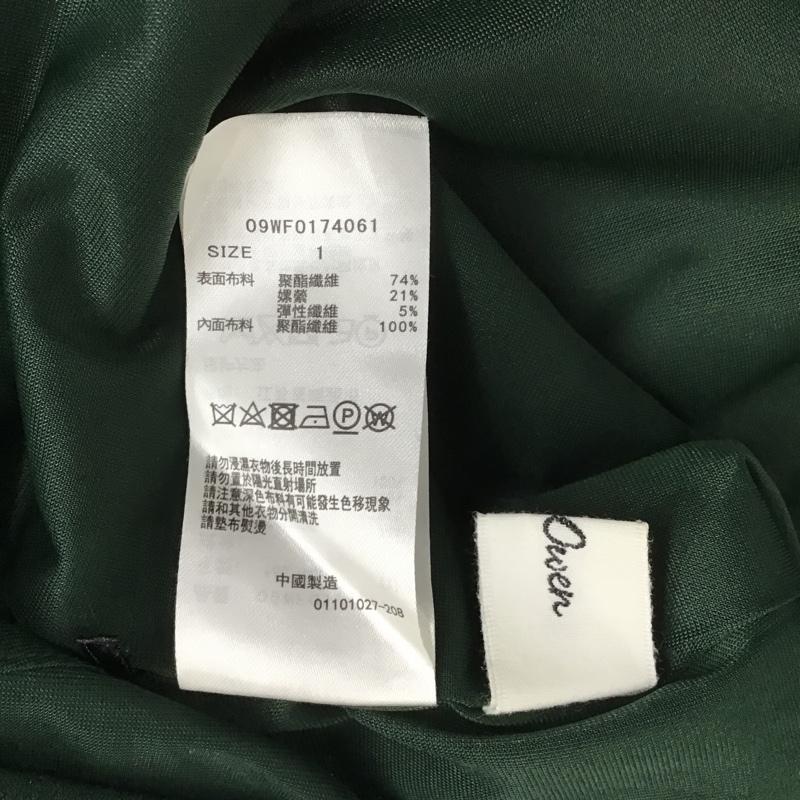 09WF0174061
SIZE 1
表面布料 聚酯纖維 74%
嫘縈 21%
彈性纖維 5%
內面布料 聚酯纖維 100%
P W
請勿浸濕衣物後長時間放置
請勿置於陽光直射場所
請注意深色布料有可能發生色移現象
請和其他衣物分開清洗
請墊布熨燙
中國製造
01101027-208
Owen